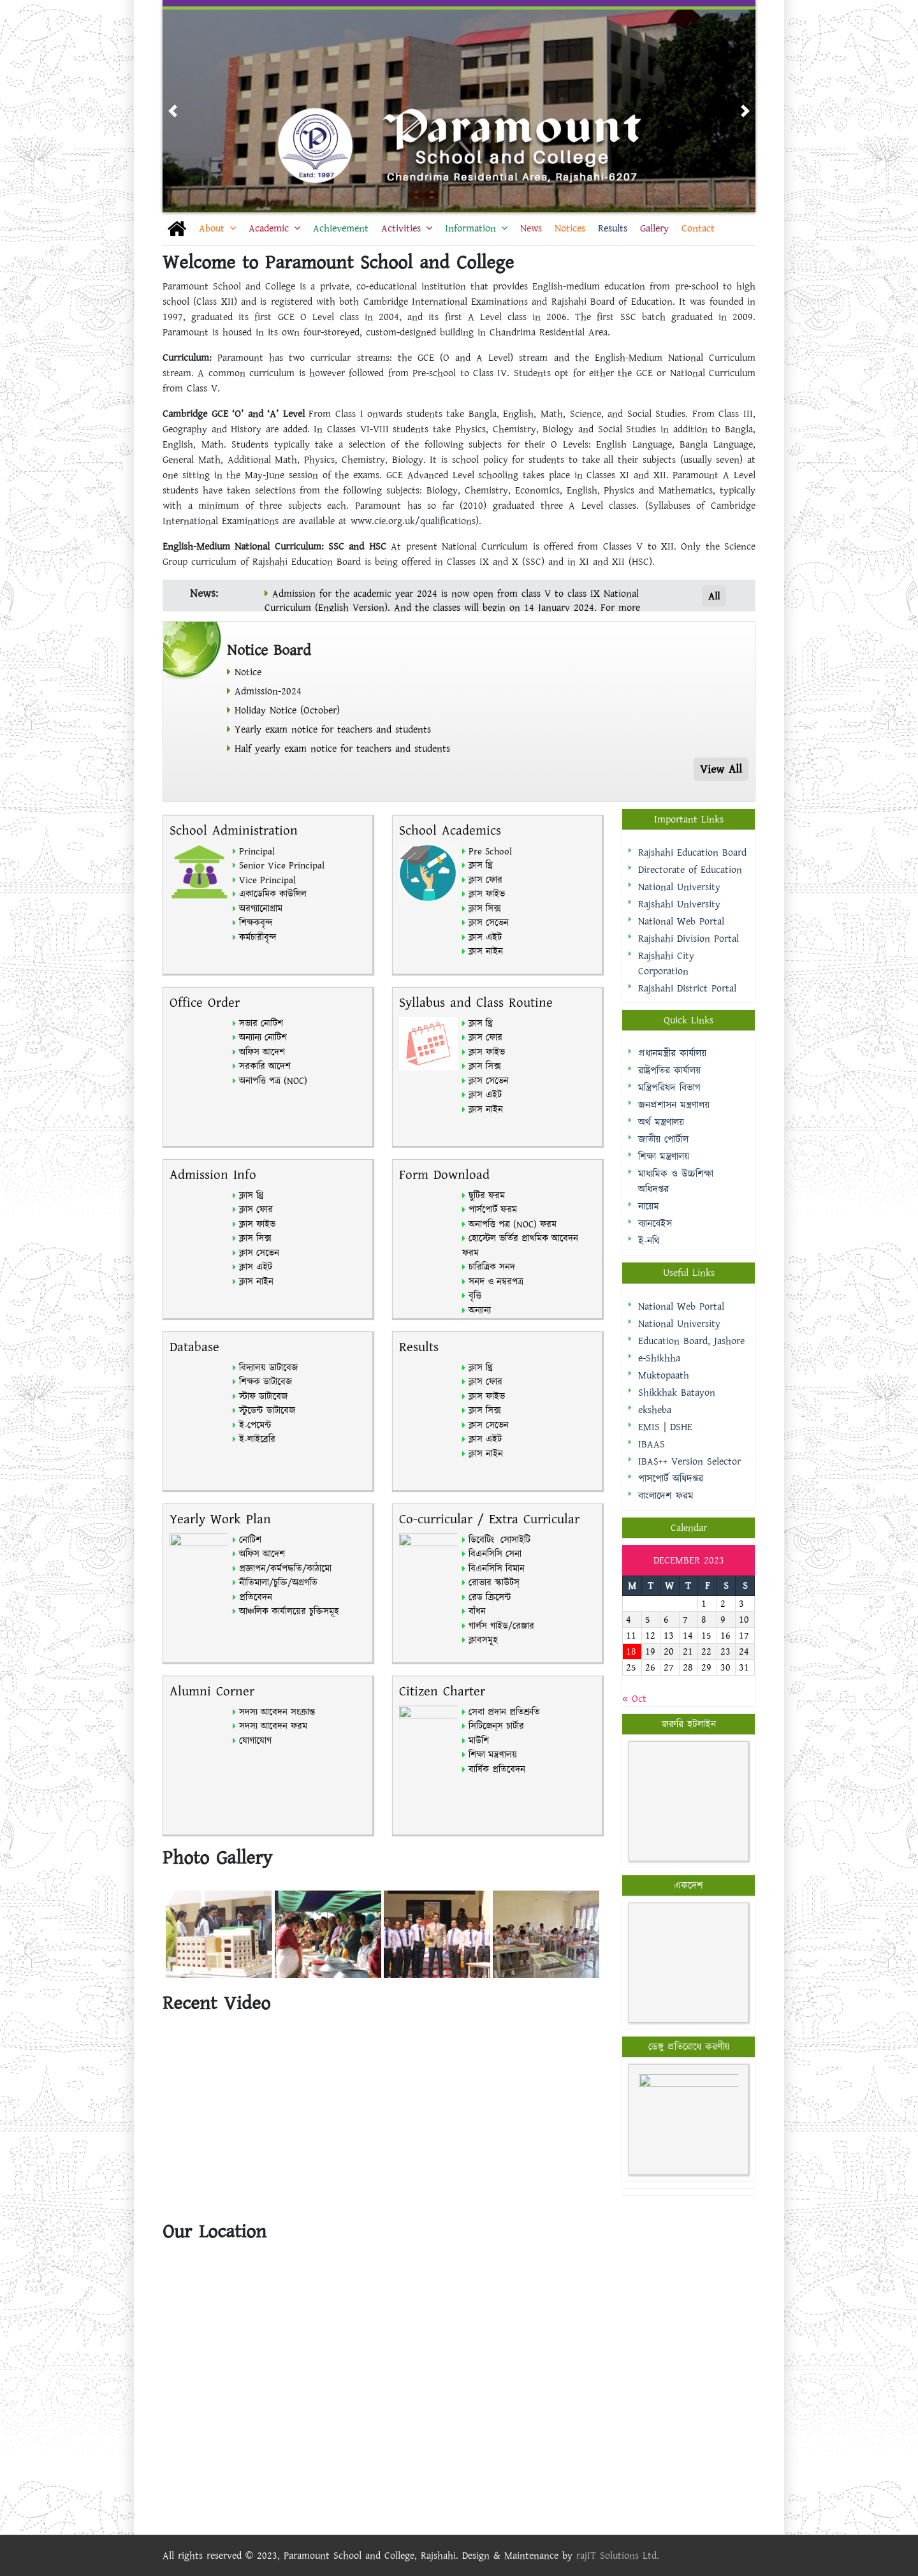 Paramount
School and College
Chandrima Residential Area, Rajshahi-6207
Estd: 1997
About Academic Achievement Activities Information News Notices Results Gallery Contact
Welcome to Paramount School and College
Paramount School and College is a private, co-educational institution that provides English-medium education from pre-school to high
school (Class XII) and is registered with both Cambridge International Examinations and Rajshahi Board of Education. It was founded in
1997, graduated its first GCE O Level class in 2004, and its first A Level class in 2006. The first SSC batch graduated in 2009.
Paramount is housed in its own four-storeyed, custom-designed building in Chandrima Residential Area.
Curriculum: Paramount has two curricular streams: the GCE (O and A Level) stream and the English-Medium National Curriculum
stream. A common curriculum is however followed from Pre-school to Class IV. Students opt for either the GCE or National Curriculum
from Class V.
Cambridge GCE ‘O’ and ‘A’ Level From Class I onwards students take Bangla, English, Math, Science, and Social Studies. From Class III,
Geography and History are added. In Classes VI-VIII students take Physics, Chemistry, Biology and Social Studies in addition to Bangla,
English, Math. Students typically take a selection of the following subjects for their O Levels: English Language, Bangla Language,
General Math, Additional Math, Physics, Chemistry, Biology. It is school policy for students to take all their subjects (usually seven) at
one sitting in the May-June session of the exams. GCE Advanced Level schooling takes place in Classes XI and XII. Paramount A Level
students have taken selections from the following subjects: Biology, Chemistry, Economics, English, Physics and Mathematics, typically
with a minimum of three subjects each. Paramount has so far (2010) graduated three A Level classes. (Syllabuses of Cambridge
International Examinations are available at www.cie.org.uk/qualifications).
English-Medium National Curriculum: SSC and HSC At present National Curriculum is offered from Classes V to XII. Only the Science
Group curriculum of Rajshahi Education Board is being offered in Classes IX and X (SSC) and in XI and XII (HSC).
News:
Admission for the academic year 2024 is now open from class V to class IX National
Curriculum (English Version). And the classes will begin on 14 January 2024. For more
All
Notice Board
Notice
Admission-2024
Holiday Notice (October)
Yearly exam notice for teachers and students
Half yearly exam notice for teachers and students
View All
School Administration
Principal
Senior Vice Principal
Vice Principal
একাডেমিক কাউন্সিল
অরগ্যানোগ্রাম
শিক্ষকবৃন্দ
কর্মচারীবৃন্দ
School Academics
Pre School
ক্লাস থ্রি
ক্লাস ফোর
ক্লাস ফাইভ
ক্লাস সিক্স
ক্লাস সেভেন
ক্লাস এইট
ক্লাস নাইন
Office Order
সভার নোটিশ
অন্যান্য নোটিশ
অফিস আদেশ
সরকারি আদেশ
অনাপত্তি পত্র (NOC)
Syllabus and Class Routine
ক্লাস থ্রি
ক্লাস ফোর
ক্লাস ফাইভ
ক্লাস সিক্স
ক্লাস সেভেন
ক্লাস এইট
ক্লাস নাইন
Admission Info
ক্লাস থ্রি
ক্লাস ফোর
ক্লাস ফাইভ
ক্লাস সিক্স
ক্লাস সেভেন
ক্লাস এইট
ক্লাস নাইন
Form Download
ছুটির ফরম
পার্সপোর্ট ফরম
অনাপত্তি পত্র (NOC) ফরম
হোস্টেল ভর্তির প্রাথমিক আবেদন
ফরম
চারিত্রিক সনদ
সনদ ও নম্বরপত্র
বৃত্তি
অন্যান্য
Database
বিদ্যালয় ডাটাবেজ
শিক্ষক ডাটাবেজ
স্টাফ ডাটাবেজ
স্টুডেন্ট ডাটাবেজ
ই-পেমেন্ট
ই-লাইব্রেরি
Results
ক্লাস থ্রি
ক্লাস ফোর
ক্লাস ফাইভ
ক্লাস সিক্স
ক্লাস সেভেন
ক্লাস এইট
ক্লাস নাইন
Yearly Work Plan
নোটিশ
অফিস আদেশ
প্রজ্ঞাপন/কর্মপদ্ধতি/কাঠামো
নীতিমালা/চুক্তি/অগ্রগতি
প্রতিবেদন
আঞ্চলিক কার্যালয়ের চুক্তিসমূহ
Co-curricular / Extra Curricular
ডিবেটিং সোসাইটি
বিএনসিসি সেনা
বিএনসিসি বিমান
রোভার স্কাউটস্
রেড ক্রিসেন্ট
বাঁধন
গার্লস গাইড/রেঞ্জার
ক্লাবসমূহ
Alumni Corner
সদস্য আবেদন সংক্রান্ত
সদস্য আবেদন ফরম
যোগাযোগ
Citizen Charter
সেবা প্রদান প্রতিশ্রুতি
সিটিজেন্স চার্টার
মাউশি
শিক্ষা মন্ত্রণালয়
বার্ষিক প্রতিবেদন
Photo Gallery
Recent Video
Our Location
Important Links
Rajshahi Education Board
Directorate of Education
National University
Rajshahi University
National Web Portal
Rajshahi Division Portal
Rajshahi City
Corporation
Rajshahi District Portal
Quick Links
প্রধানমন্ত্রীর কার্যালয়
রাষ্ট্রপতির কার্যালয়
মন্ত্রিপরিষদ বিভাগ
জনপ্রশাসন মন্ত্রণালয়
অর্থ মন্ত্রণালয়
জাতীয় পোর্টাল
শিক্ষা মন্ত্রণালয়
মাধ্যমিক ও উচ্চশিক্ষা
অধিদপ্তর
নায়েম
ব্যানবেইস
ই-নথি
Useful Links
National Web Portal
National University
Education Board, Jashore
e-Shikhha
Muktopaath
Shikkhak Batayon
eksheba
EMIS | DSHE
IBAAS
IBAS++ Version Selector
পাসপোর্ট অধিদপ্তর
বাংলাদেশ ফরম
Calendar
DECEMBER 2023
M T W T F S S
1 2 3
4 5 6 7 8 9 10
11 12 13 14 15 16 17
18 19 20 21 22 23 24
25 26 27 28 29 30 31
« Oct
জরুরি হটলাইন
একদেশ
ডেঙ্গু প্রতিরোধে করণীয়
All rights reserved © 2023, Paramount School and College, Rajshahi. Design & Maintenance by rajIT Solutions Ltd.